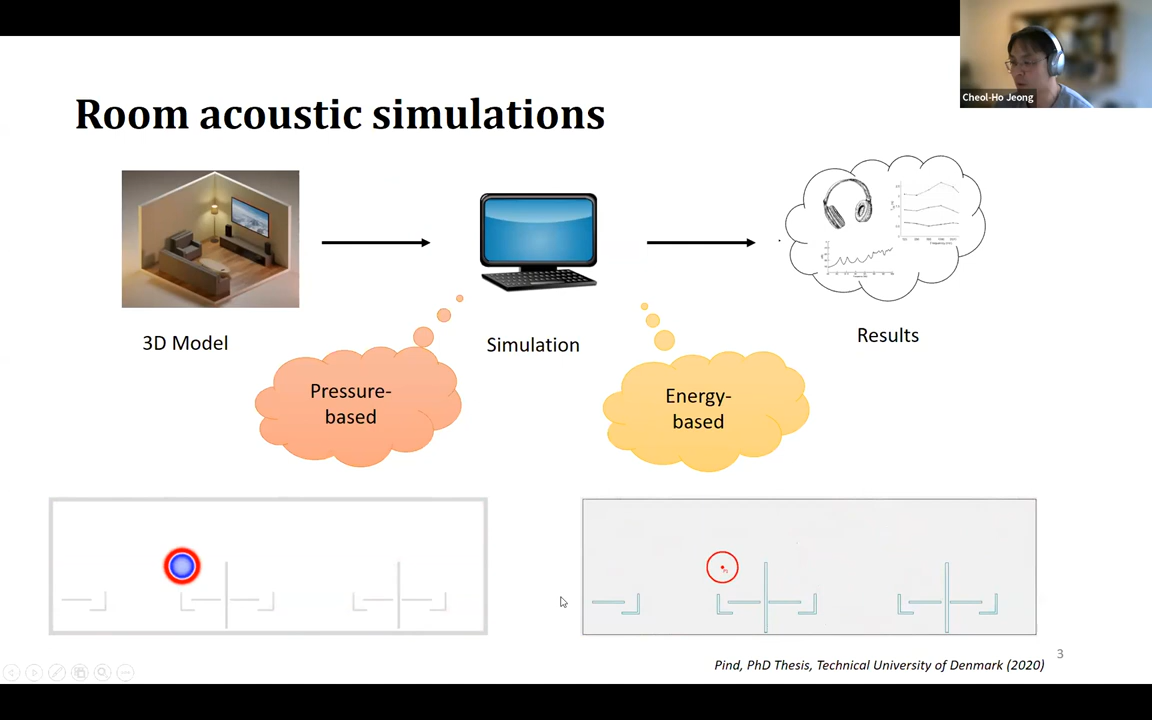 Cheol-Ho Jeong
Room acoustic simulations
3D Model
Simulation
Results
Pressure-
based
Energy-
based
Pind, PhD Thesis, Technical University of Denmark (2020)
3